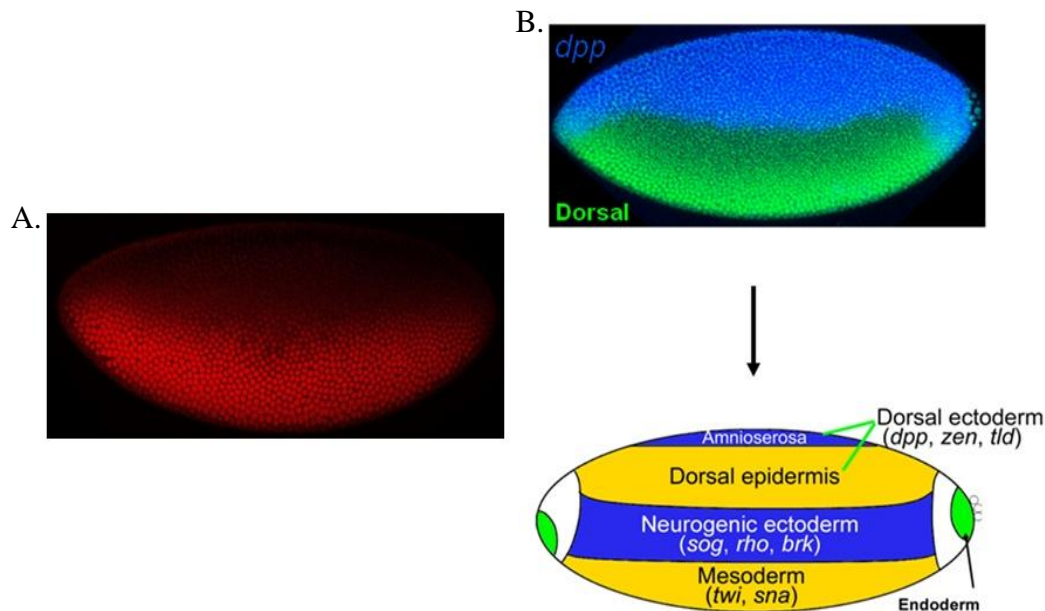 A.
B.
dpp
Dorsal
Amnioserosa
Dorsal ectoderm
(dpp, zen, tld)
Dorsal epidermis
Neurogenic ectoderm
(sog, rho, brk)
Mesoderm
(twi, sna)
Endoderm